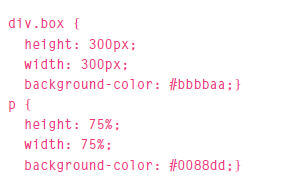 div.box {
  height: 300px;
  width: 300px;
  background-color: #bbbbaa;}
p {
  height: 75%;
  width: 75%;
  background-color: #0088dd;}